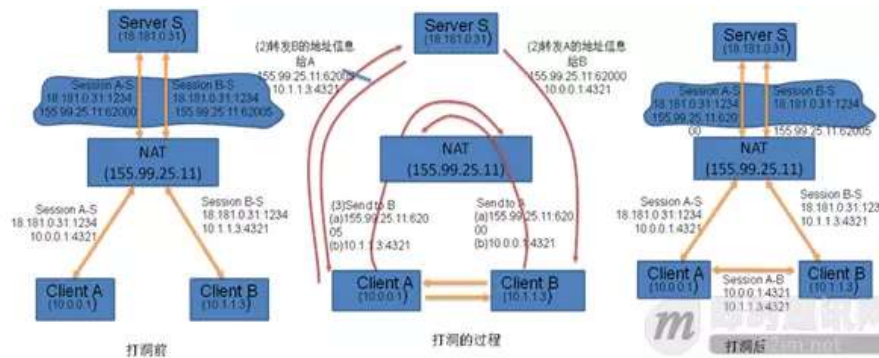 Server S
(18.181.0.31)
Session A-S
18.181.0.31:1234
155.99.25.11:62000
Session B-S
18.181.0.31:1234
155.99.25.11:62005
NAT
(155.99.25.11)
Session A-S
18.181.0.31:1234
10.0.0.1:4321
Session B-S
18.181.0.31:1234
10.1.1.3:4321
Client A
(10.0.0.1)
Client B
(10.1.1.3)
打洞前
Server S
(18.181.0.31)
(2)转发B的地址信息
给A
155.99.25.11:62005
10.1.1.3:4321
(2)转发A的地址信息
给B
155.99.25.11:62000
10.0.0.1:4321
NAT
(155.99.25.11)
(3)Send to B
(a)155.99.25.11:620
05
(b)10.1.1.3:4321
Send to
(a)155.99.25.11:620
00
(b)10.0.0.1:4321
Client A
(10.0.0.1)
Client B
(10.1.1.3)
打洞的过程
Server S
(18.181.0.31)
Session A-S
18.181.0.31:1234
155.99.25.11:620
00
Session B-S
18.181.0.31:1234
155.99.25.11:62005
NAT
(155.99.25.11)
Session A-S
18.181.0.31:1234
10.0.0.1:4321
Session B-S
18.181.0.31:1234
10.1.1.3:4321
Client A
(10.0.0.1)
Client B
(10.1.1.3)
Session A-B
10.0.0.1:4321
10.1.1.3:4321
打洞后
m